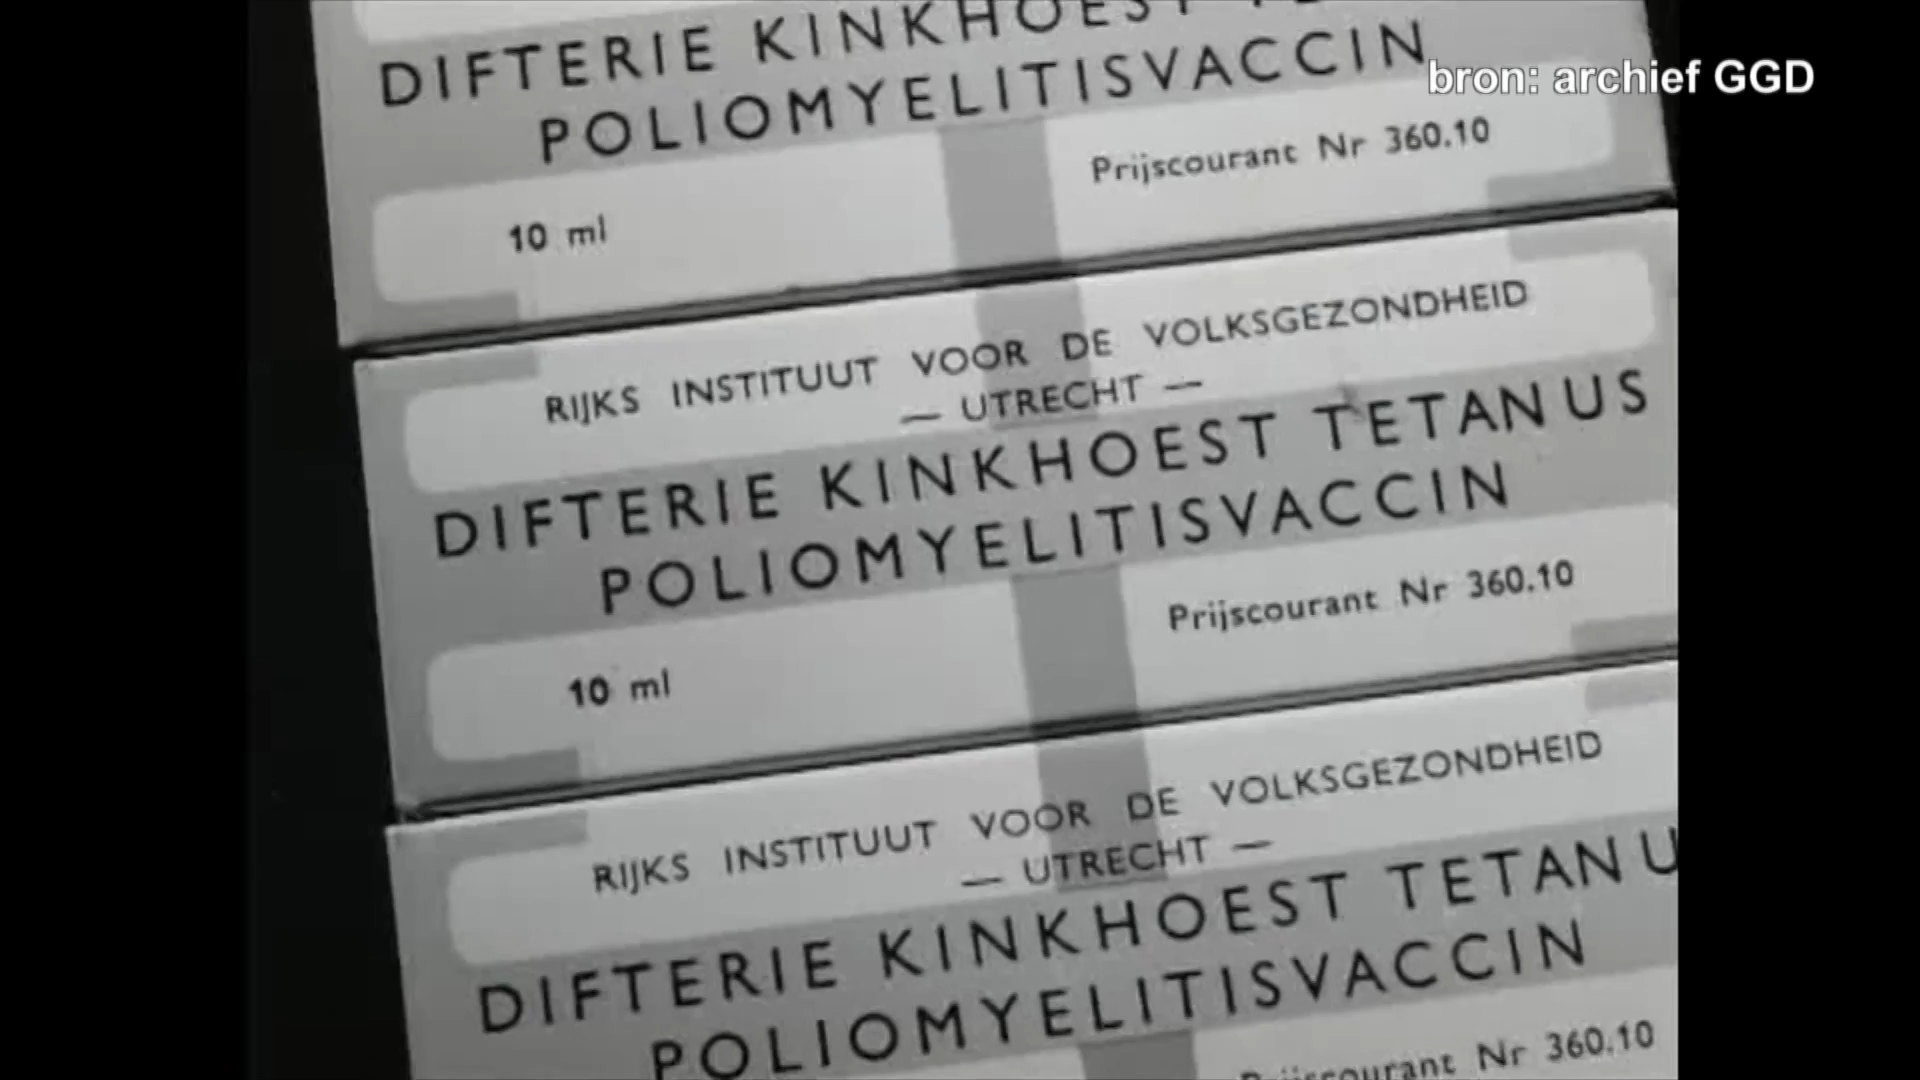 DIFTERIE KINKHOEST
POLIOMYELITISVACCIN
bron: archief GGD
10 ml
Prijscourant Nr 360.10
RIJKS INSTITUUT VOOR DE VOLKSGEZONDHEID
— UTRECHT —
DIFTERIE KINKHOEST TETANUS
POLIOMYELITISVACCIN
10 ml
Prijscourant Nr 360.10
RIJKS INSTITUUT VOOR DE VOLKSGEZONDHEID
— UTRECHT —
DIFTERIE KINKHOEST TETANU
POLIOMYELITISVACCIN
Prijscourant Nr 360.10